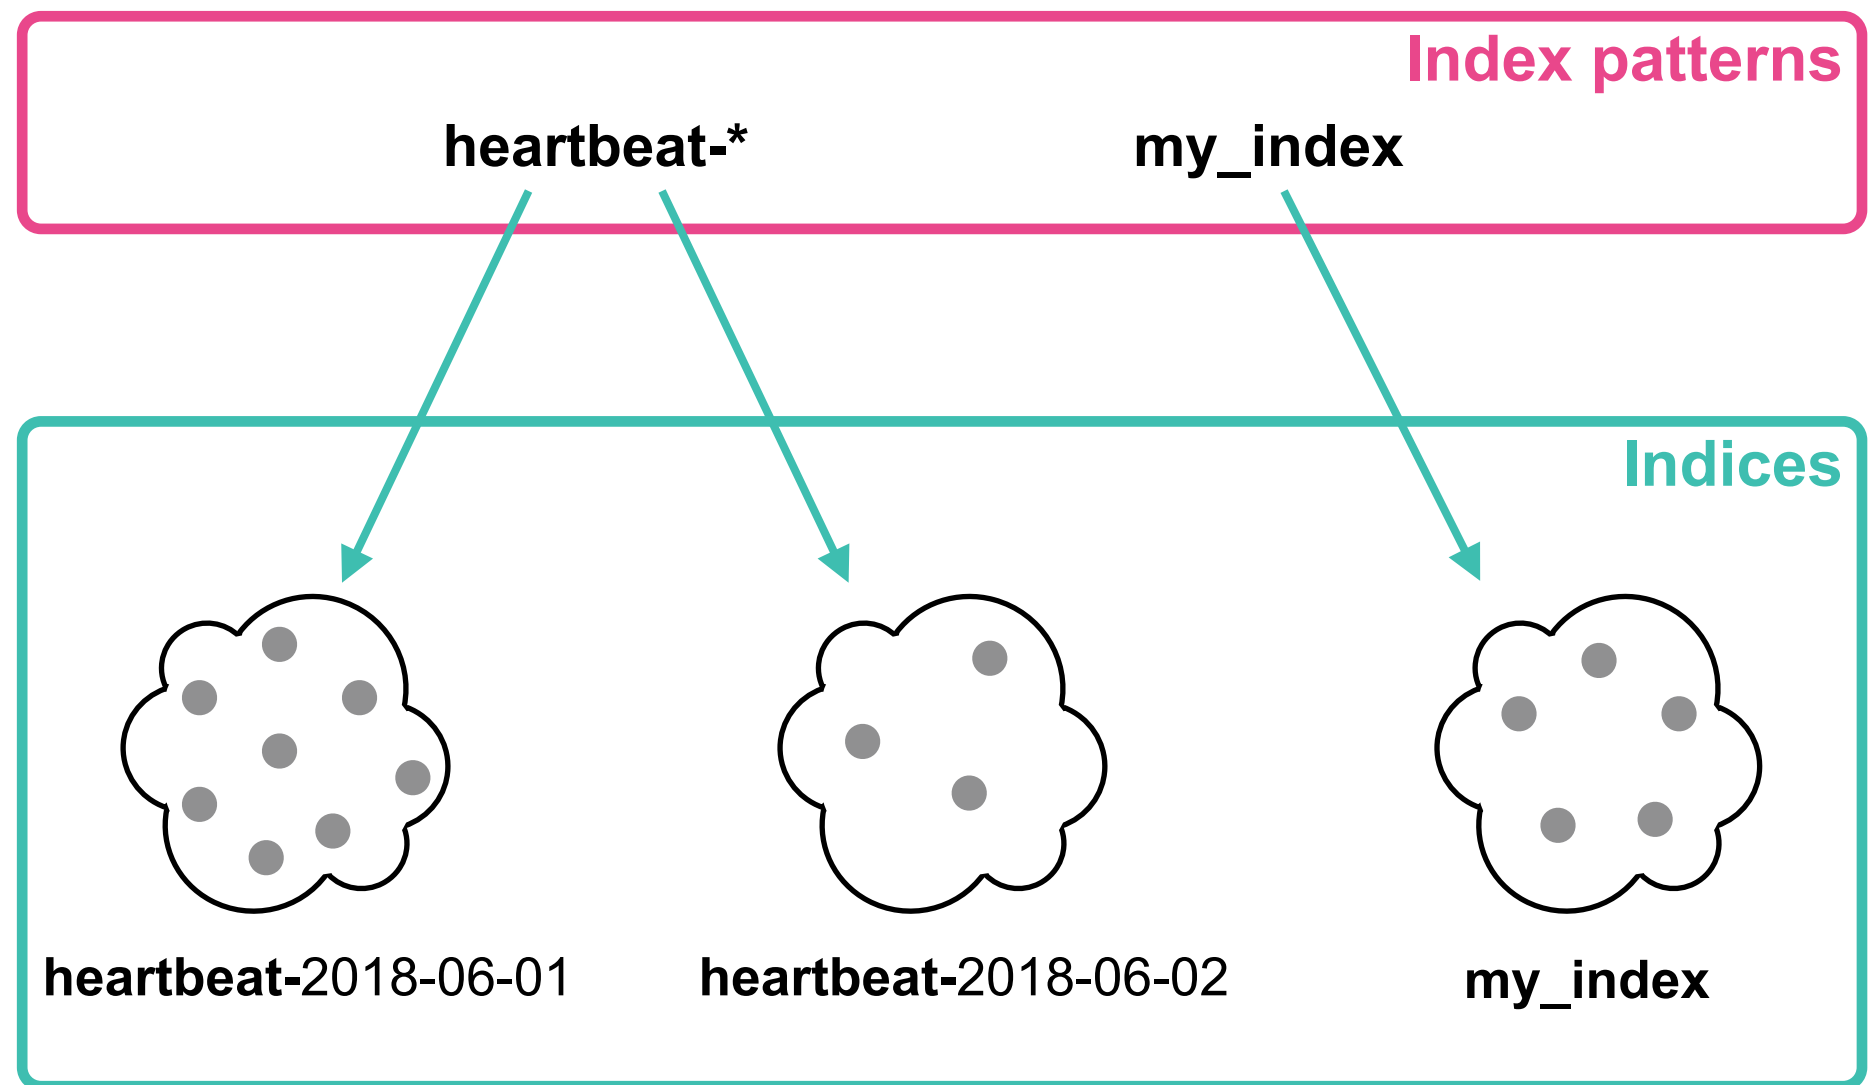 Index patterns
heartbeat-* my_index
Indices
heartbeat-2018-06-01 heartbeat-2018-06-02 my_index